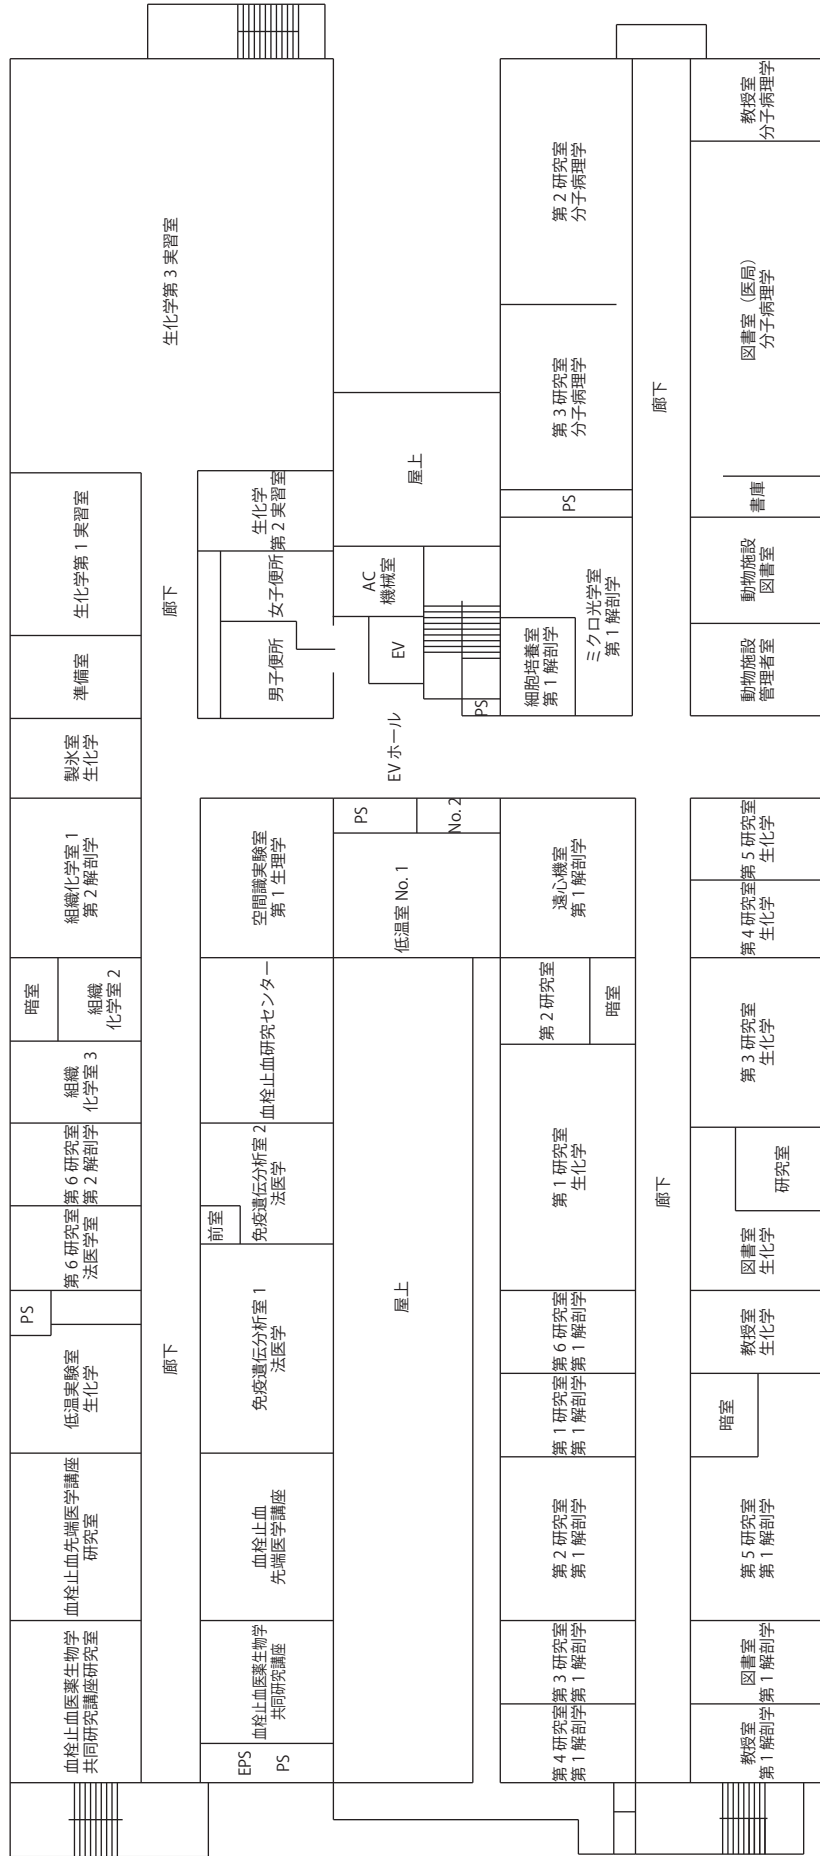 血栓止血医薬生物学
共同研究講座研究室
血栓止血先端医学講座
研究室
低温実験室
生化学
PS
第6研究室
法医学室
第6研究室
第2解剖学
組織
化学室3
暗室
組織
化学室2
組織化学室1
第2解剖学
製氷室
生化学
準備室
生化学第1実習室
生化学第3実習室
廊下
廊下
EPS
PS
血栓止血医薬生物学
共同研究講座
血栓止血
先端医学講座
免疫遺伝分析室1
法医学
前室
免疫遺伝分析室2
法医学
血栓止血研究センター
空間識実験室
第1生理学
男子便所
女子便所
生化学
第2実習室
屋上
低温室 No. 1
PS
No. 2
EVホール
EV
AC
機械室
PS
屋上
第4研究室
第1解剖学
第3研究室
第1解剖学
第2研究室
第1解剖学
第1研究室
第1解剖学
第6研究室
第1解剖学
第1研究室
生化学
第2研究室
暗室
遠心機室
第1解剖学
細胞培養室
第1解剖学
ミクロ光学室
第1解剖学
PS
第3研究室
分子病理学
第2研究室
分子病理学
廊下
廊下
教授室
第1解剖学
図書室
第1解剖学
第5研究室
第1解剖学
暗室
教授室
生化学
図書室
生化学
研究室
第3研究室
生化学
第4研究室
生化学
第5研究室
生化学
動物施設
管理者室
動物施設
図書室
書庫
図書室（医局）
分子病理学
教授室
分子病理学